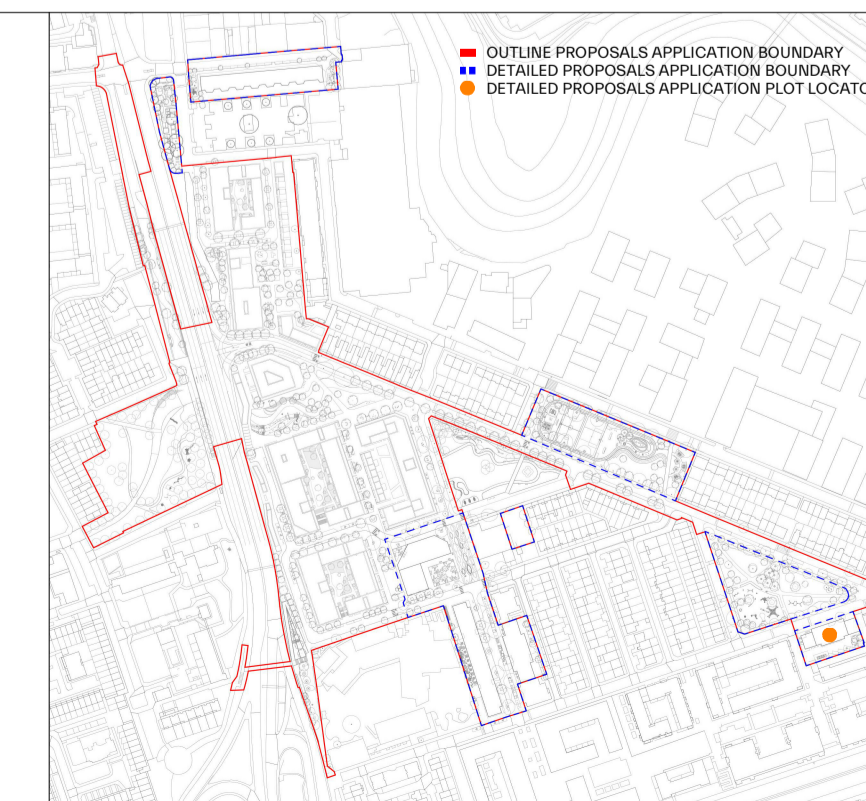 OUTLINE PROPOSALS APPLICATION BOUNDARY
DETAILED PROPOSALS APPLICATION BOUNDARY
DETAILED PROPOSALS APPLICATION PLOT LOCATO